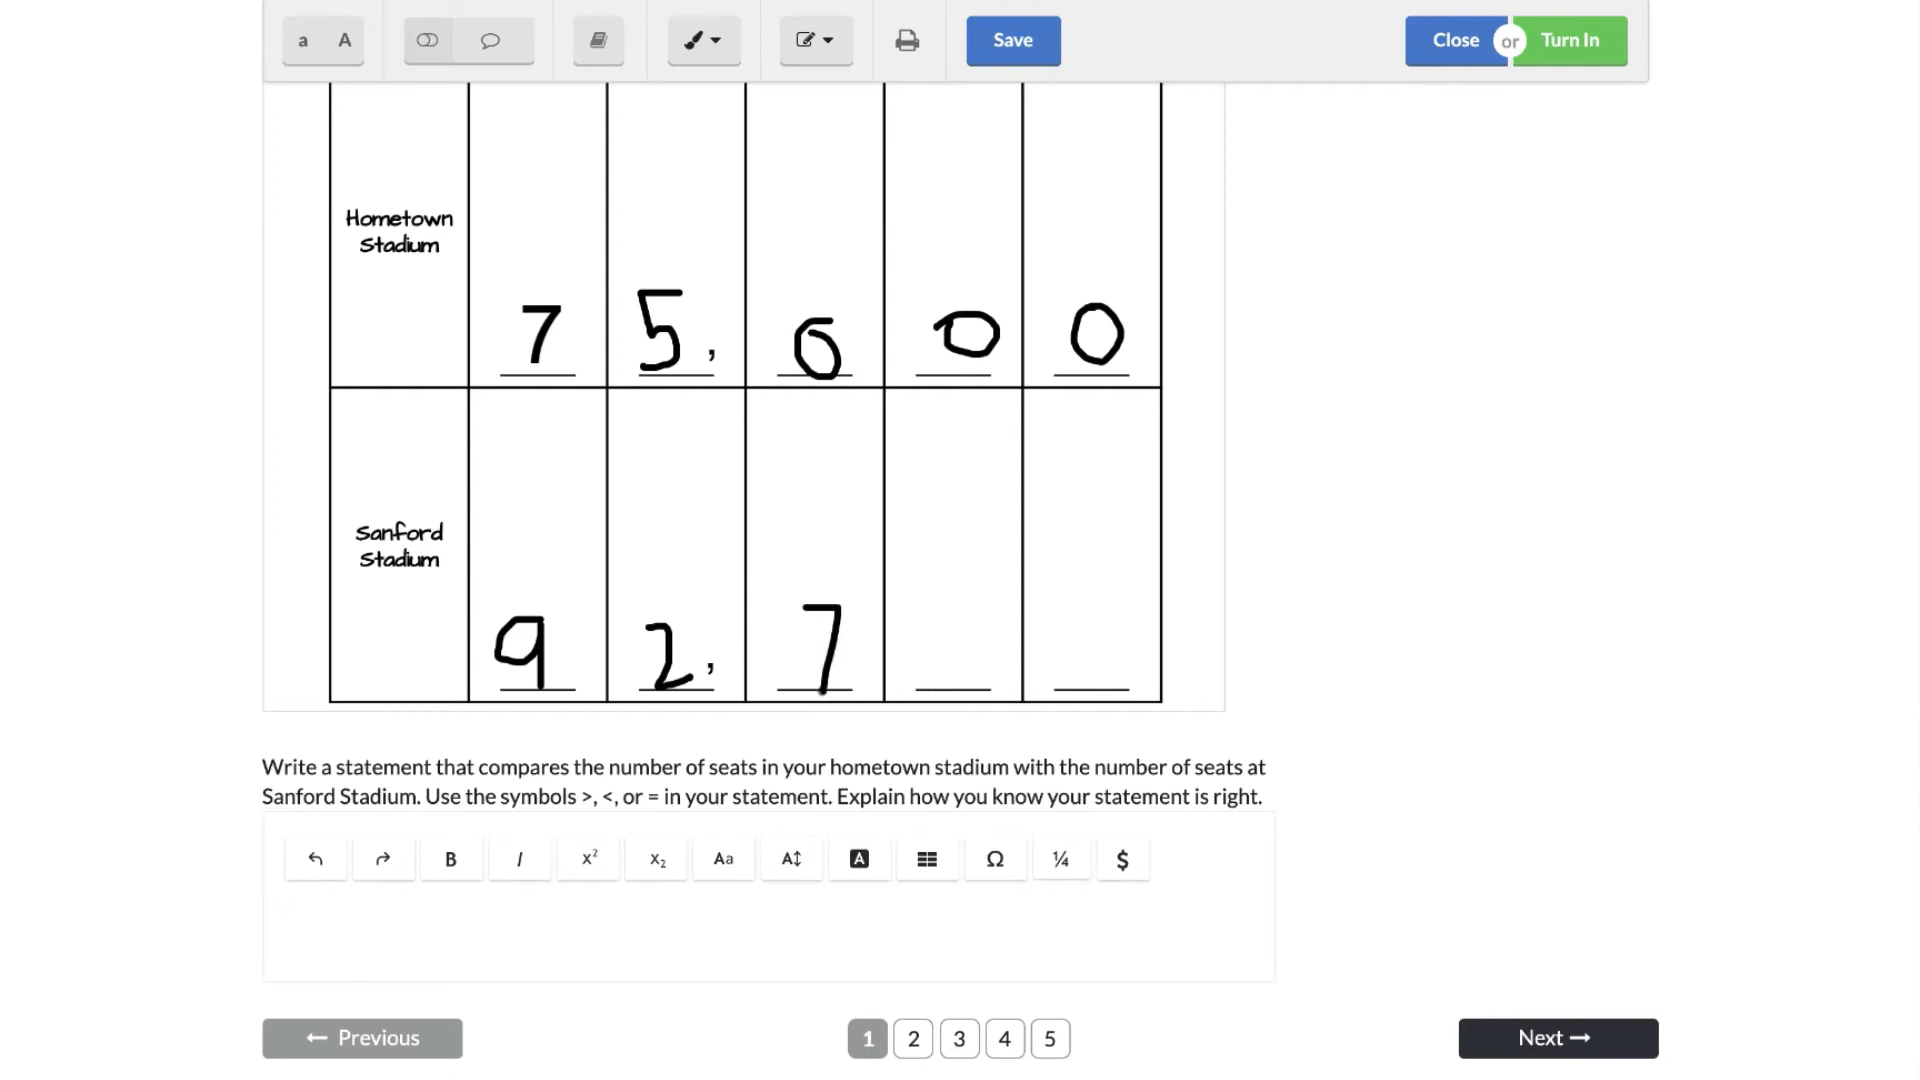 a A Save Close or Turn In
Hometown
Stadium
7 5, 6 0 0
Sanford
Stadium
9 2, 7
Write a statement that compares the number of seats in your hometown stadium with the number of seats at
Sanford Stadium. Use the symbols >, <, or = in your statement. Explain how you know your statement is right.
B I x² x₂ Aa A↕ A Ω ¼ $
← Previous 1 2 3 4 5 Next →